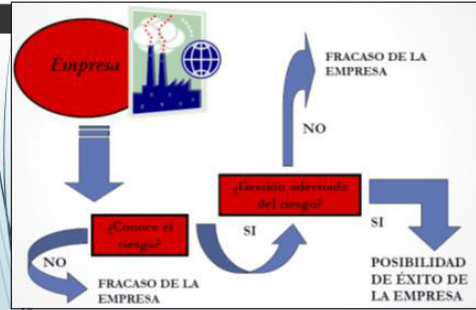 Empresa
FRACASO DE LA
EMPRESA
NO
¿Gestión adecuada
del riesgo?
¿Conoce el
riesgo?
SI
SI
NO
FRACASO DE LA
EMPRESA
POSIBILIDAD
DE ÉXITO DE
LA EMPRESA